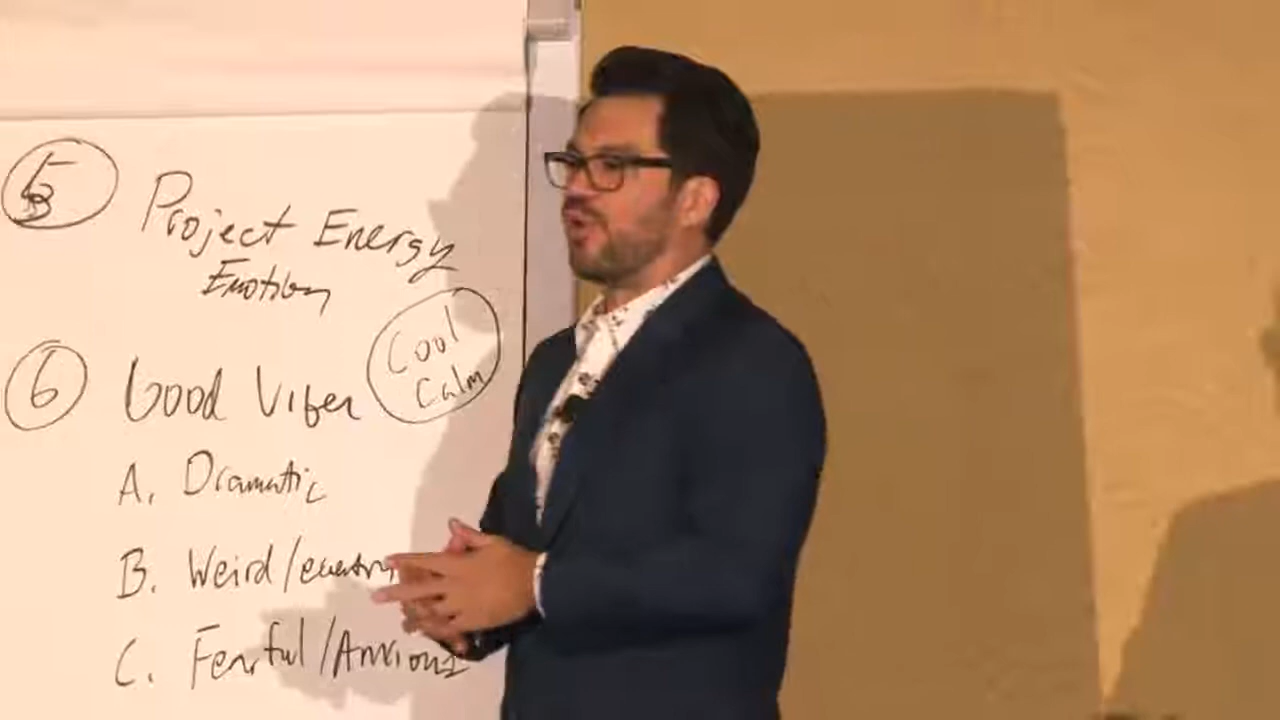 5 Project Energy
Emotion
Cool
Calm
6 Good Vibes
A. Dramatic
B. Weird/
C. Fearful/Anxious